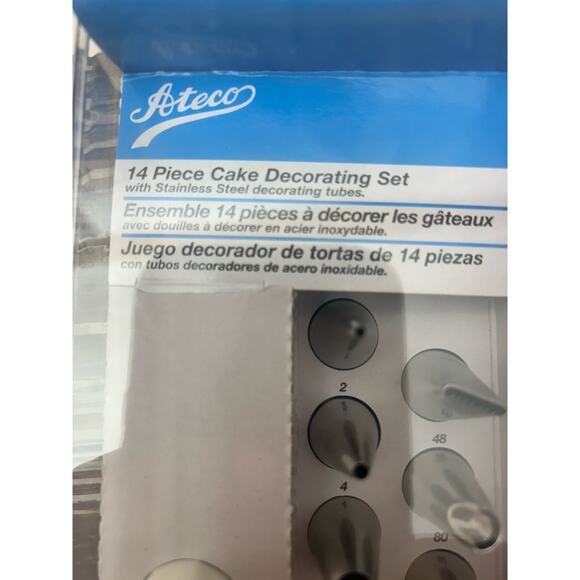 Ateco
14 Piece Cake Decorating Set
with Stainless Steel decorating tubes.
Ensemble 14 pièces à décorer les gâteaux
avec douilles à décorer en acier inoxydable.
Juego decorador de tortas de 14 piezas
con tubos decoradores de acero inoxidable.
2
48
4
80